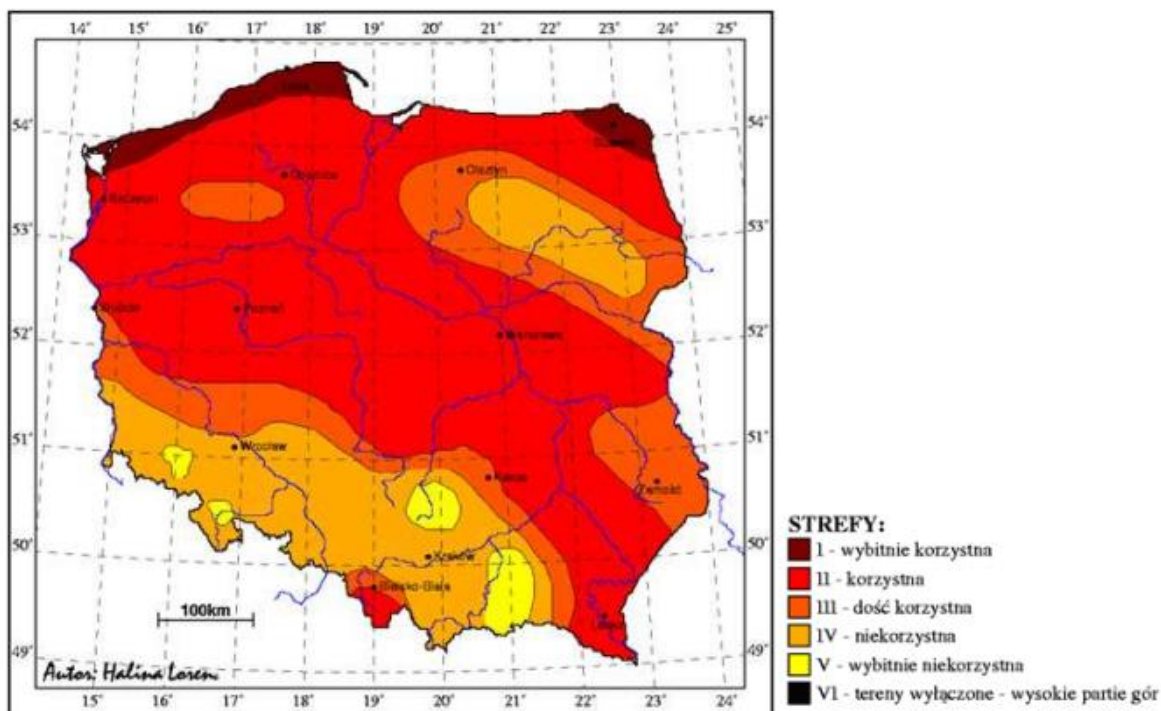 14° 15° 16° 17° 18° 19° 20° 21° 22° 23° 24° 25°
54° 54°
53° 53°
52° 52°
51° 51°
50° 50°
49° 49°
Olsztyn
Szczecin
Poznań
Wrocław
Kielce
Zamość
Kraków
Bielsko-Biała
100km
Autor: Halina Loren.
15° 16° 17° 18° 19° 20° 21° 22° 23° 24°
STREFY:
I - wybitnie korzystna
II - korzystna
III - dość korzystna
IV - niekorzystna
V - wybitnie niekorzystna
VI - tereny wyłączone - wysokie partie gór